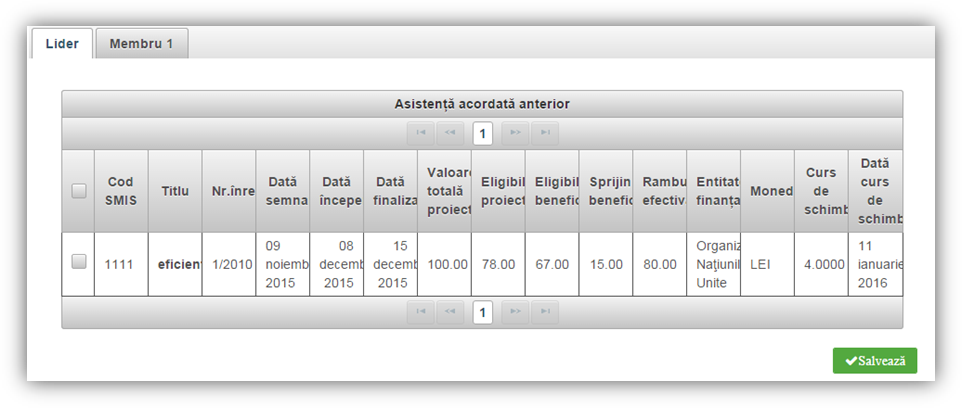 Lider
Membru 1
Asistență acordată anterior
1
Cod
SMIS
Titlu
Nr.înre
Dată
semna
Dată
începe
Dată
finaliza
Valoare
totală
proiect
Eligibil
proiect
Eligibil
benefic
Sprijin
benefic
Rambu
efectiv
Entitat
finanța
Moned
Curs
de
schimb
Dată
curs
de
schimb
1111
eficient
1/2010
09
noiemb
2015
08
decemb
2015
15
decemb
2015
100.00
78.00
67.00
15.00
80.00
Organiz
Naţiunil
Unite
LEI
4.0000
11
ianuarie
2016
1
Salvează